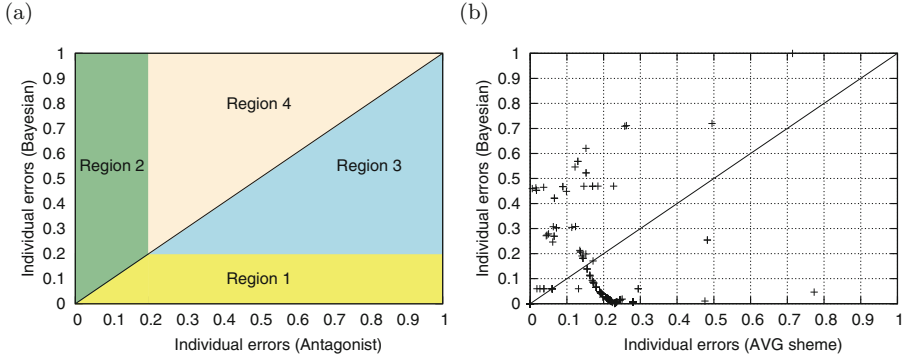 (a)
Individual errors (Bayesian)
1
0.9
0.8
0.7
0.6
0.5
0.4
0.3
0.2
0.1
0
Region 4
Region 2
Region 3
Region 1
0 0.1 0.2 0.3 0.4 0.5 0.6 0.7 0.8 0.9 1
Individual errors (Antagonist)
(b)
Individual errors (Bayesian)
1
0.9
0.8
0.7
0.6
0.5
0.4
0.3
0.2
0.1
0
0 0.1 0.2 0.3 0.4 0.5 0.6 0.7 0.8 0.9 1
Individual errors (AVG sheme)